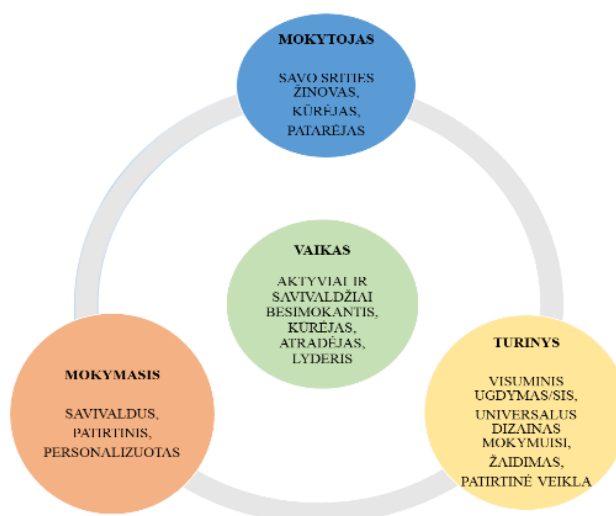 MOKYTOJAS
SAVO SRITIES
ŽINOVAS,
KŪRĖJAS,
PATARĖJAS
VAIKAS
AKTYVIAI IR
SAVIVALDŽIAI
BESIMOKANTIS,
KŪRĖJAS,
ATRADĖJAS,
LYDERIS
MOKYMASIS
SAVIVALDUS,
PATIRTINIS,
PERSONALIZUOTAS
TURINYS
VISUMINIS
UGDYMAS/SIS,
UNIVERSALUS
DIZAINAS
MOKYMUISI,
ŽAIDIMAS,
PATIRTINĖ VEIKLA